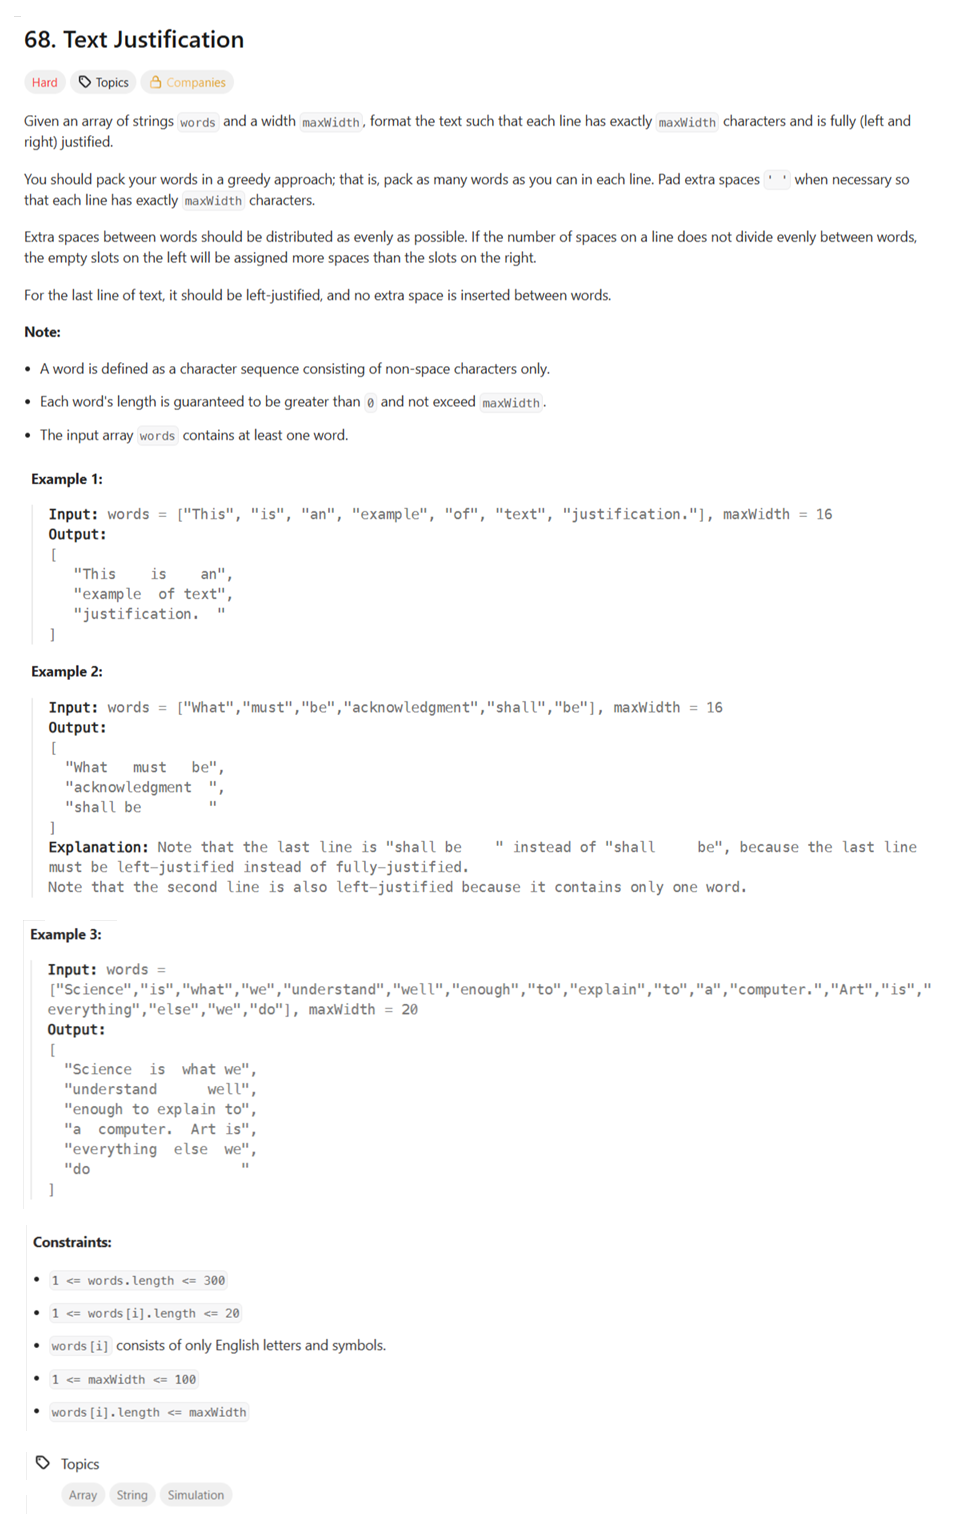 68. Text Justification
Hard Topics Companies
Given an array of strings words and a width maxWidth, format the text such that each line has exactly maxWidth characters and is fully (left and
right) justified.
You should pack your words in a greedy approach; that is, pack as many words as you can in each line. Pad extra spaces ' ' when necessary so
that each line has exactly maxWidth characters.
Extra spaces between words should be distributed as evenly as possible. If the number of spaces on a line does not divide evenly between words,
the empty slots on the left will be assigned more spaces than the slots on the right.
For the last line of text, it should be left-justified, and no extra space is inserted between words.
Note:
• A word is defined as a character sequence consisting of non-space characters only.
• Each word's length is guaranteed to be greater than 0 and not exceed maxWidth.
• The input array words contains at least one word.
Example 1:
Input: words = ["This", "is", "an", "example", "of", "text", "justification."], maxWidth = 16
Output:
[
   "This    is    an",
   "example  of text",
   "justification.  "
]
Example 2:
Input: words = ["What","must","be","acknowledgment","shall","be"], maxWidth = 16
Output:
[
  "What   must   be",
  "acknowledgment  ",
  "shall be        "
]
Explanation: Note that the last line is "shall be    " instead of "shall     be", because the last line
must be left-justified instead of fully-justified.
Note that the second line is also left-justified because it contains only one word.
Example 3:
Input: words =
["Science","is","what","we","understand","well","enough","to","explain","to","a","computer.","Art","is","
everything","else","we","do"], maxWidth = 20
Output:
[
  "Science  is  what we",
  "understand      well",
  "enough to explain to",
  "a  computer.  Art is",
  "everything  else  we",
  "do                  "
]
Constraints:
• 1 <= words.length <= 300
• 1 <= words[i].length <= 20
• words[i] consists of only English letters and symbols.
• 1 <= maxWidth <= 100
• words[i].length <= maxWidth
Topics
Array String Simulation